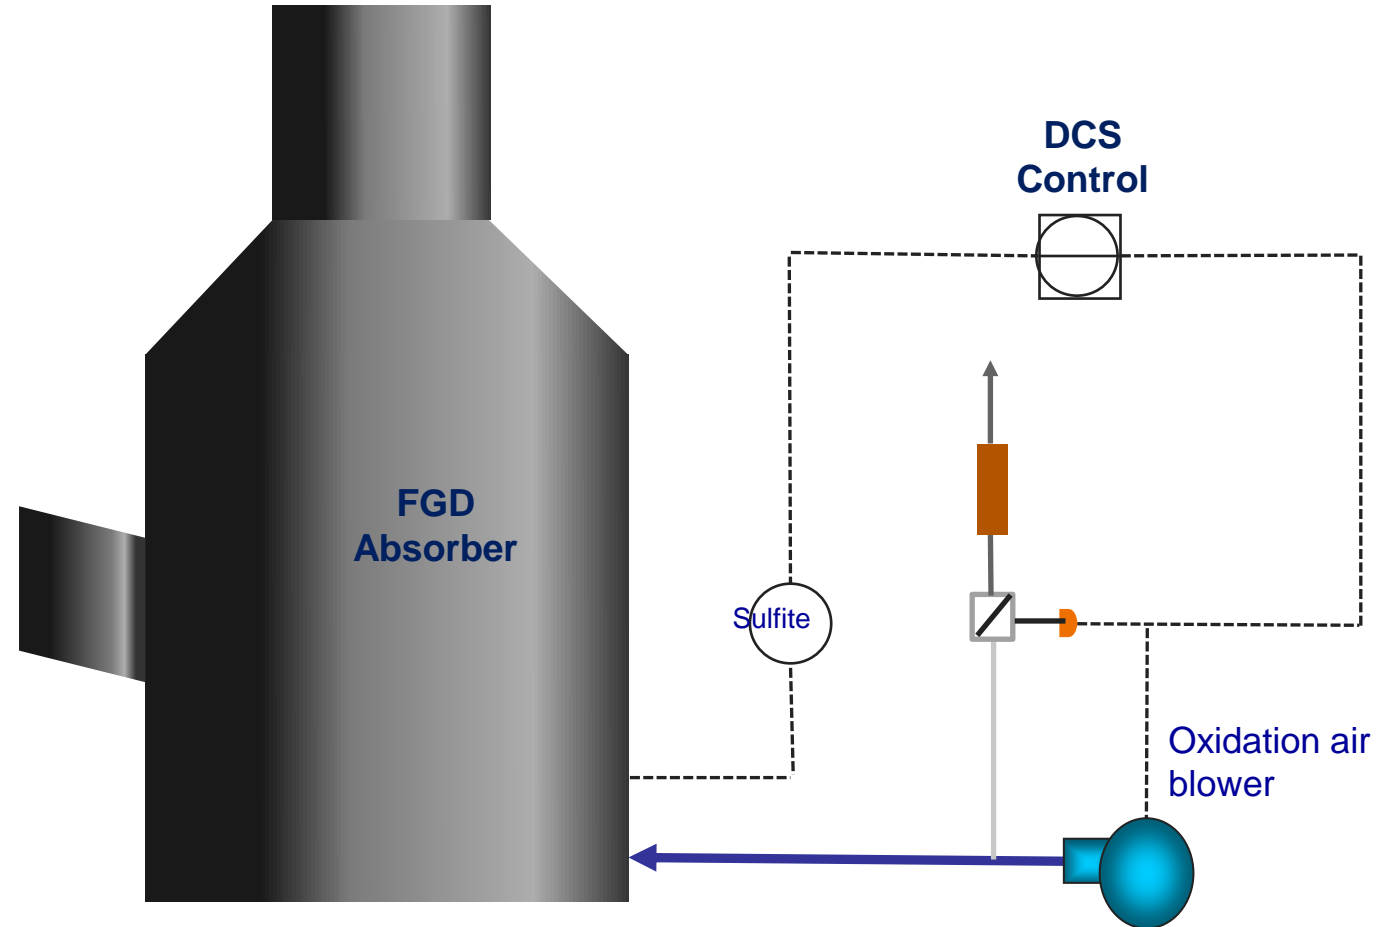 DCS
Control
FGD
Absorber
Sulfite
Oxidation air
blower